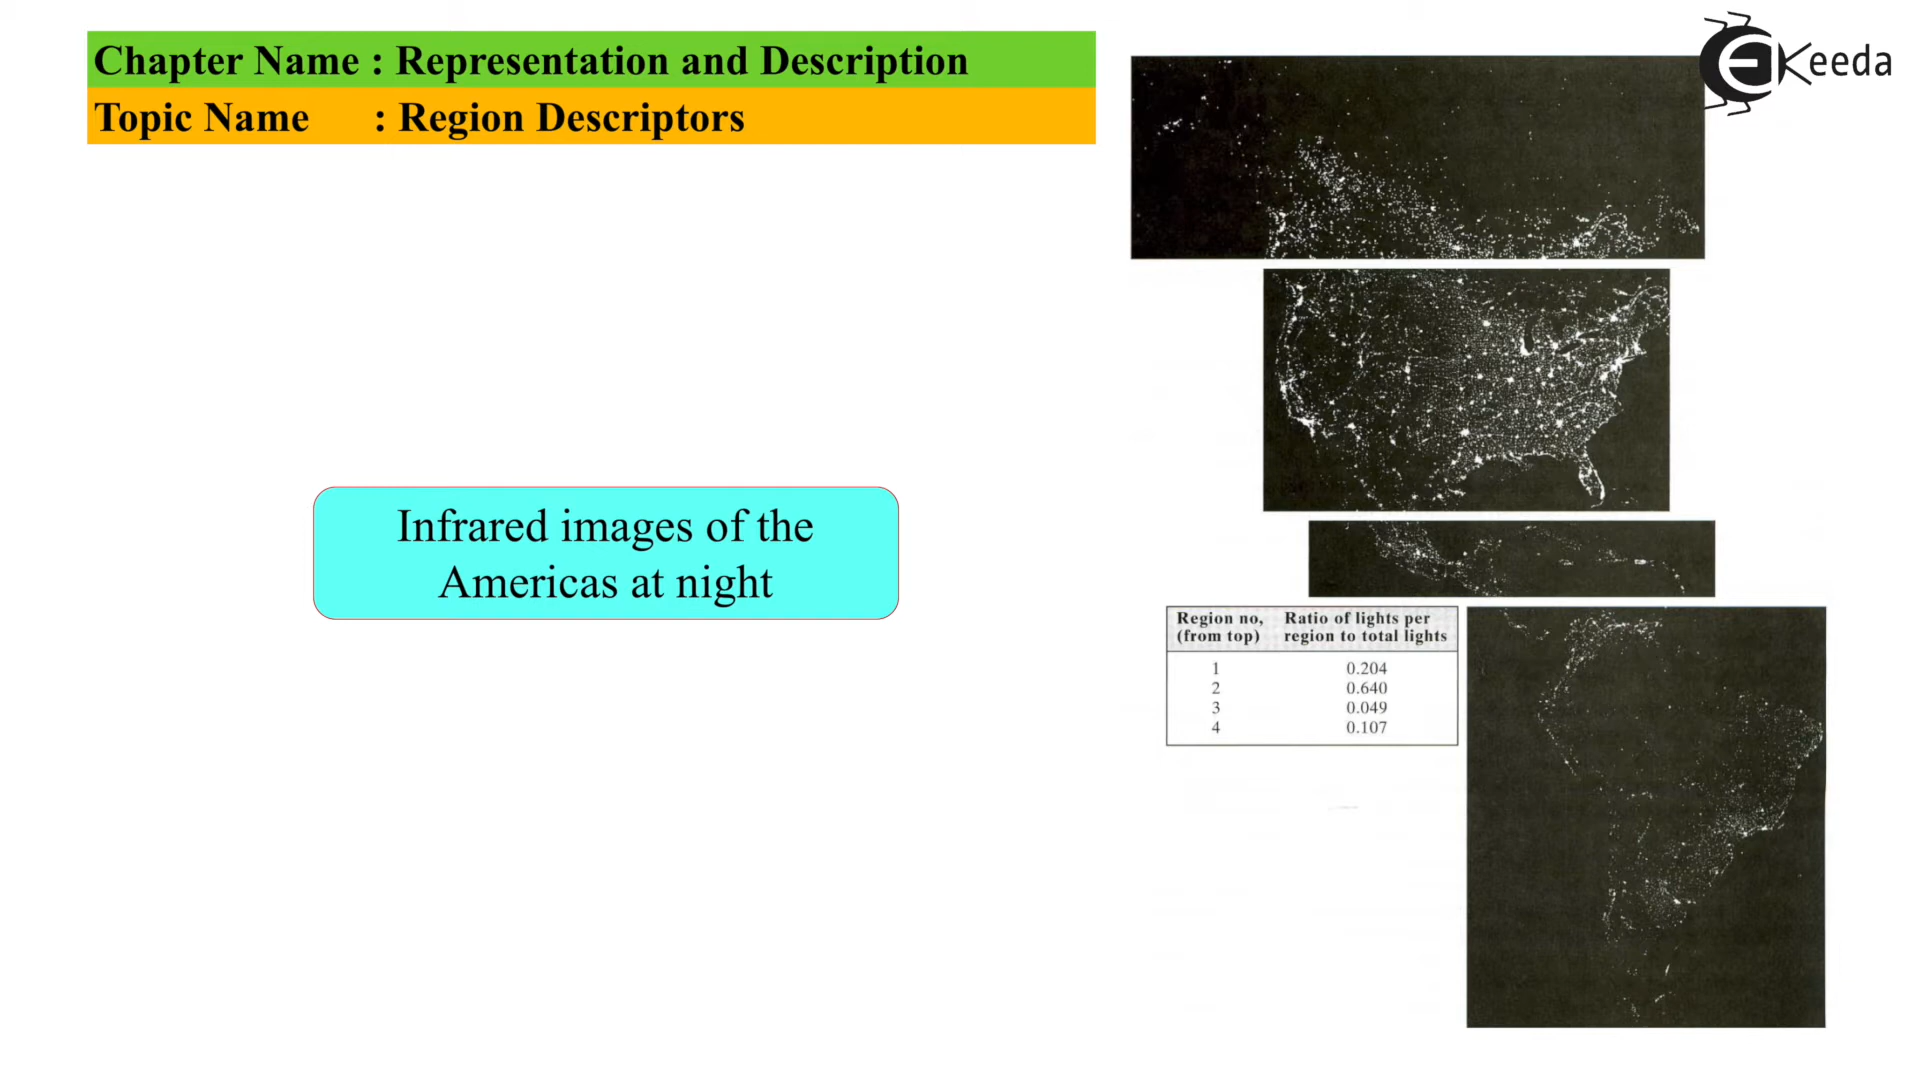 Chapter Name : Representation and Description
Topic Name : Region Descriptors
EKeeda
Infrared images of the
Americas at night
Region no, Ratio of lights per
(from top) region to total lights
1 0.204
2 0.640
3 0.049
4 0.107